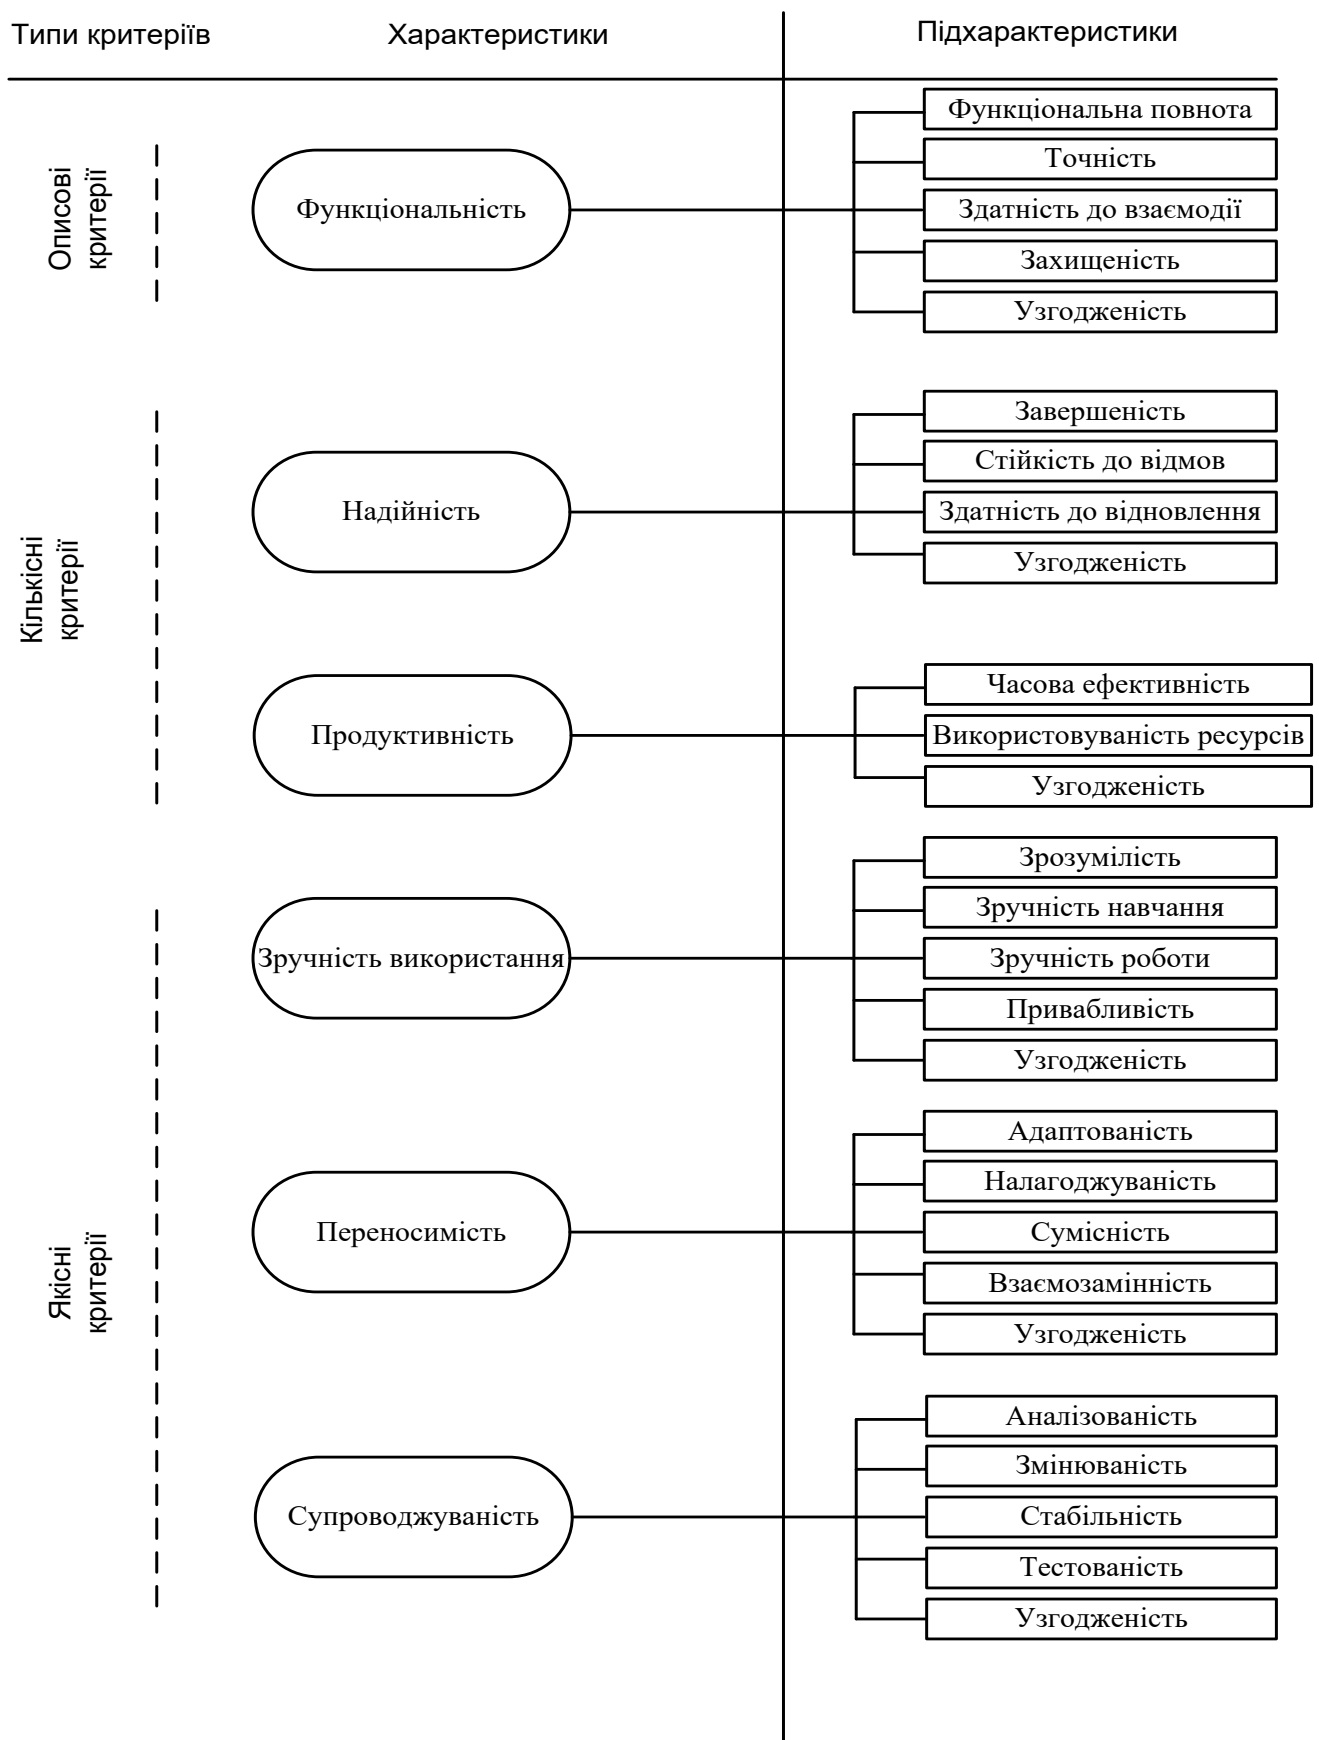 Типи критеріїв
Характеристики
Підхарактеристики
Описові
критерії
Функціональність
Функціональна повнота
Точність
Здатність до взаємодії
Захищеність
Узгодженість
Кількісні
критерії
Надійність
Завершеність
Стійкість до відмов
Здатність до відновлення
Узгодженість
Продуктивність
Часова ефективність
Використовуваність ресурсів
Узгодженість
Якісні
критерії
Зручність використання
Зрозумілість
Зручність навчання
Зручність роботи
Привабливість
Узгодженість
Переносимість
Адаптованість
Налагоджуваність
Сумісність
Взаємозамінність
Узгодженість
Супроводжуваність
Аналізованість
Змінюваність
Стабільність
Тестованість
Узгодженість